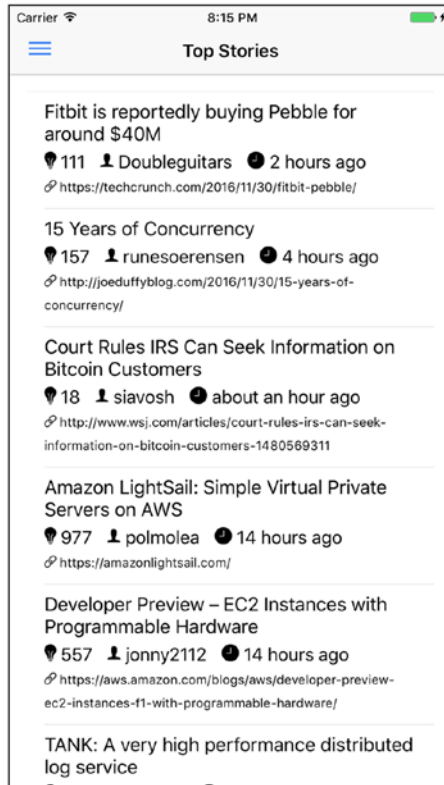 Carrier 8:15 PM
Top Stories
Fitbit is reportedly buying Pebble for
around $40M
111 Doubleguitars 2 hours ago
https://techcrunch.com/2016/11/30/fitbit-pebble/
15 Years of Concurrency
157 runesoerensen 4 hours ago
http://joeduffyblog.com/2016/11/30/15-years-of-
concurrency/
Court Rules IRS Can Seek Information on
Bitcoin Customers
18 siavosh about an hour ago
http://www.wsj.com/articles/court-rules-irs-can-seek-
information-on-bitcoin-customers-1480569311
Amazon LightSail: Simple Virtual Private
Servers on AWS
977 polmolea 14 hours ago
https://amazonlightsail.com/
Developer Preview – EC2 Instances with
Programmable Hardware
557 jonny2112 14 hours ago
https://aws.amazon.com/blogs/aws/developer-preview-
ec2-instances-f1-with-programmable-hardware/
TANK: A very high performance distributed
log service